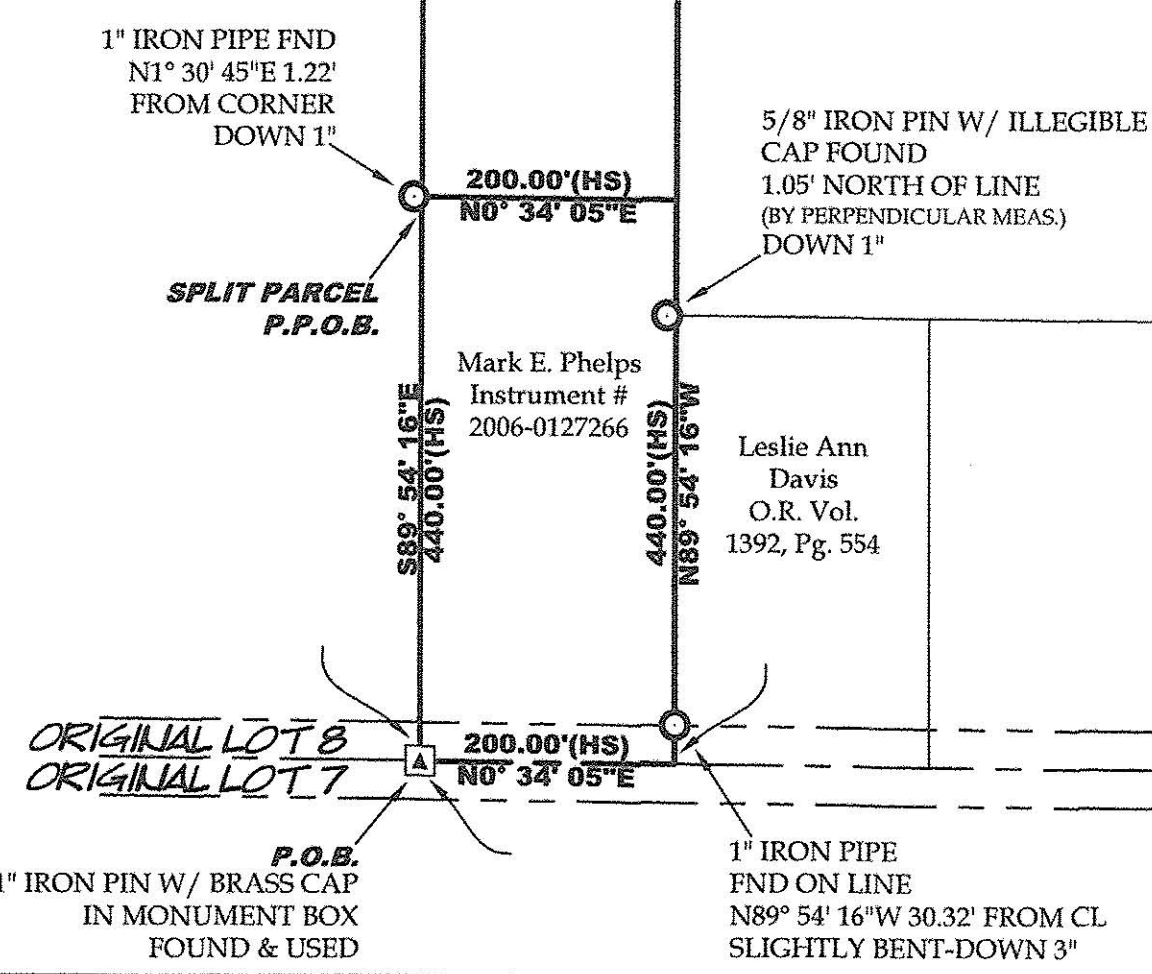 1" IRON PIPE FND
N1° 30' 45"E 1.22'
FROM CORNER
DOWN 1"
5/8" IRON PIN W/ ILLEGIBLE
CAP FOUND
1.05' NORTH OF LINE
(BY PERPENDICULAR MEAS.)
DOWN 1"
200.00'(HS)
N0° 34' 05"E
SPLIT PARCEL
P.P.O.B.
Mark E. Phelps
Instrument #
2006-0127266
S89° 54' 16"E
440.00'(HS)
440.00'(HS)
N89° 54' 16"W
Leslie Ann
Davis
O.R. Vol.
1392, Pg. 554
ORIGINAL LOT 8
ORIGINAL LOT 7
200.00'(HS)
N0° 34' 05"E
P.O.B.
1" IRON PIN W/ BRASS CAP
IN MONUMENT BOX
FOUND & USED
1" IRON PIPE
FND ON LINE
N89° 54' 16"W 30.32' FROM CL
SLIGHTLY BENT-DOWN 3"